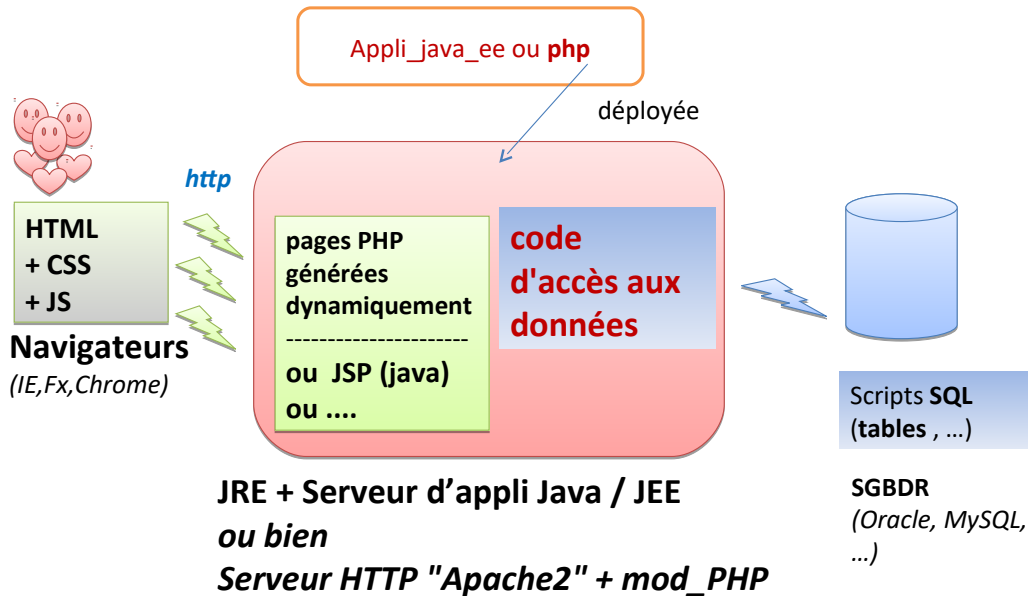 Appli_java_ee ou php
déployée
http
HTML
+ CSS
+ JS
Navigateurs
(IE,Fx,Chrome)
pages PHP
générées
dynamiquement
----------------------
ou JSP (java)
ou ....
code
d'accès aux
données
Scripts SQL
(tables , ...)
SGBDR
(Oracle, MySQL,
...)
JRE + Serveur d’appli Java / JEE
ou bien
Serveur HTTP "Apache2" + mod_PHP